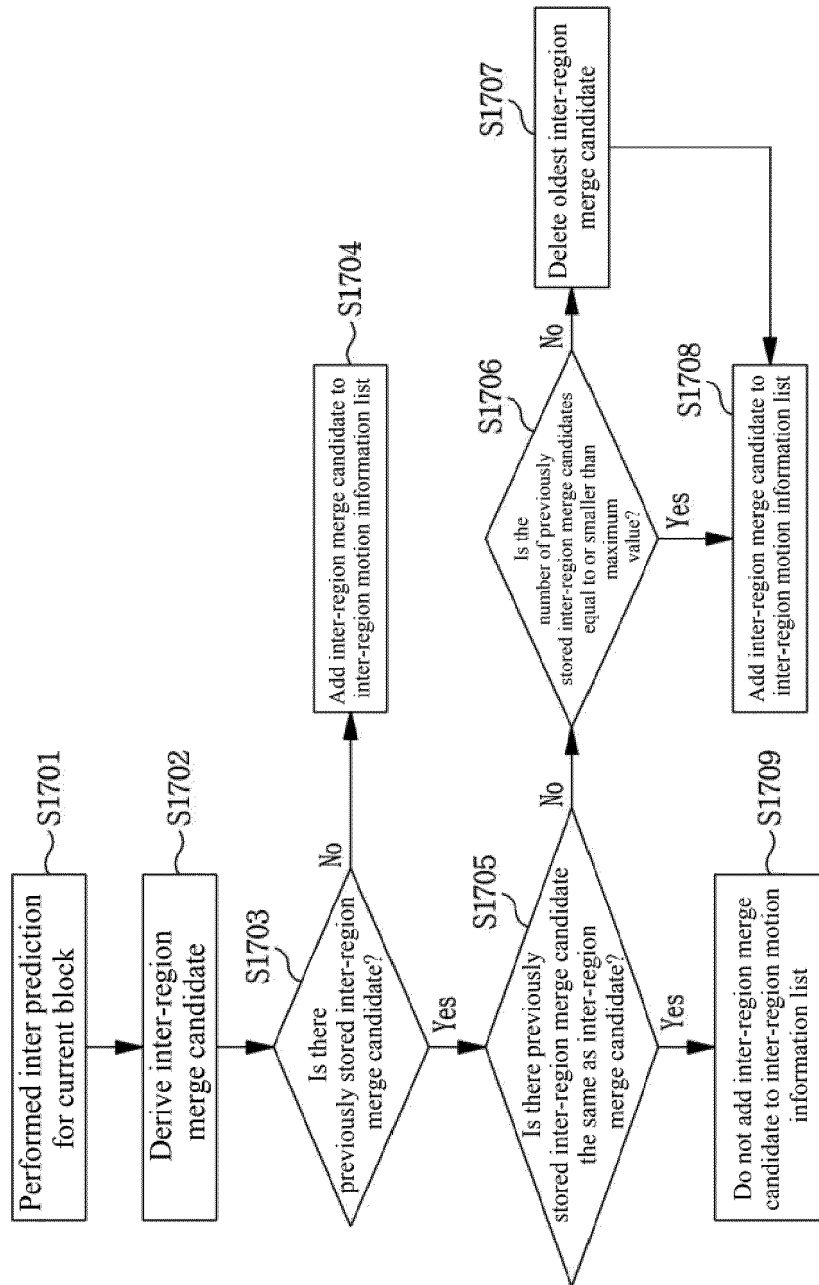 Performed inter prediction
for current block
S1701
Derive inter-region
merge candidate
S1702
Is there
previously stored inter-region
merge candidate?
S1703
No
Add inter-region merge candidate to
inter-region motion information list
S1704
Yes
Is there previously
stored inter-region merge candidate
the same as inter-region
merge candidate?
S1705
No
Is the
number of previously
stored inter-region merge candidates
equal to or smaller than
maximum
value?
S1706
No
Delete oldest inter-region
merge candidate
S1707
Yes
Yes
Add inter-region merge candidate to
inter-region motion information list
S1708
Do not add inter-region merge
candidate to inter-region motion
information list
S1709